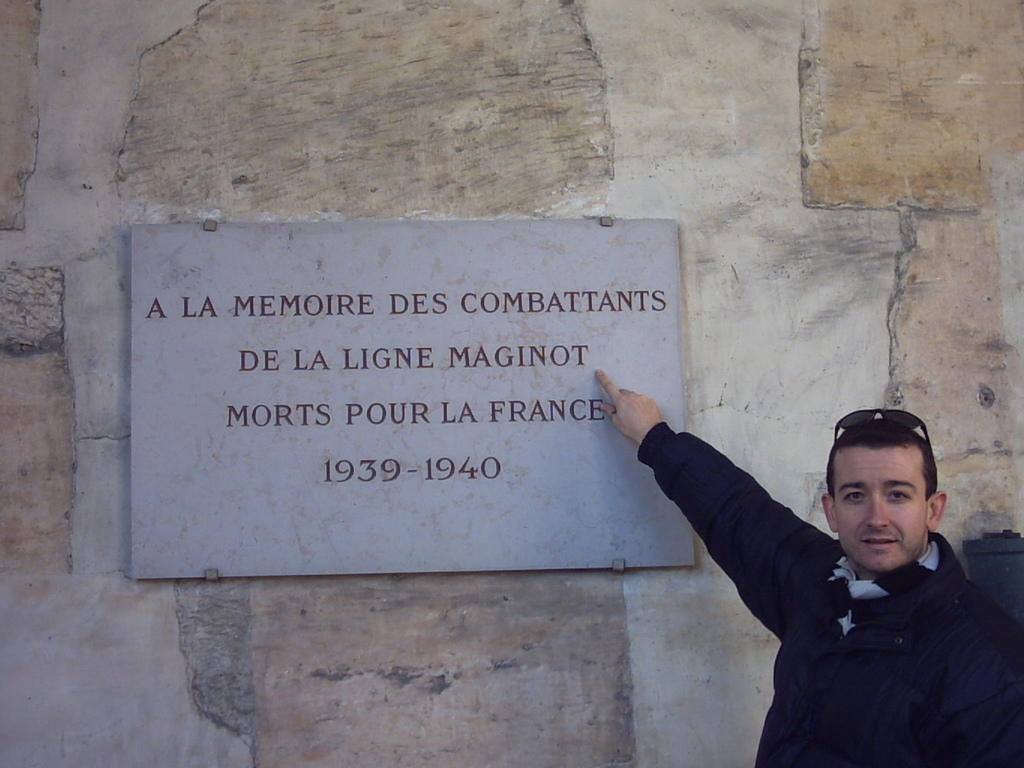 A LA MEMOIRE DES COMBATTANTS
DE LA LIGNE MAGINOT
MORTS POUR LA FRANCE
1939-1940